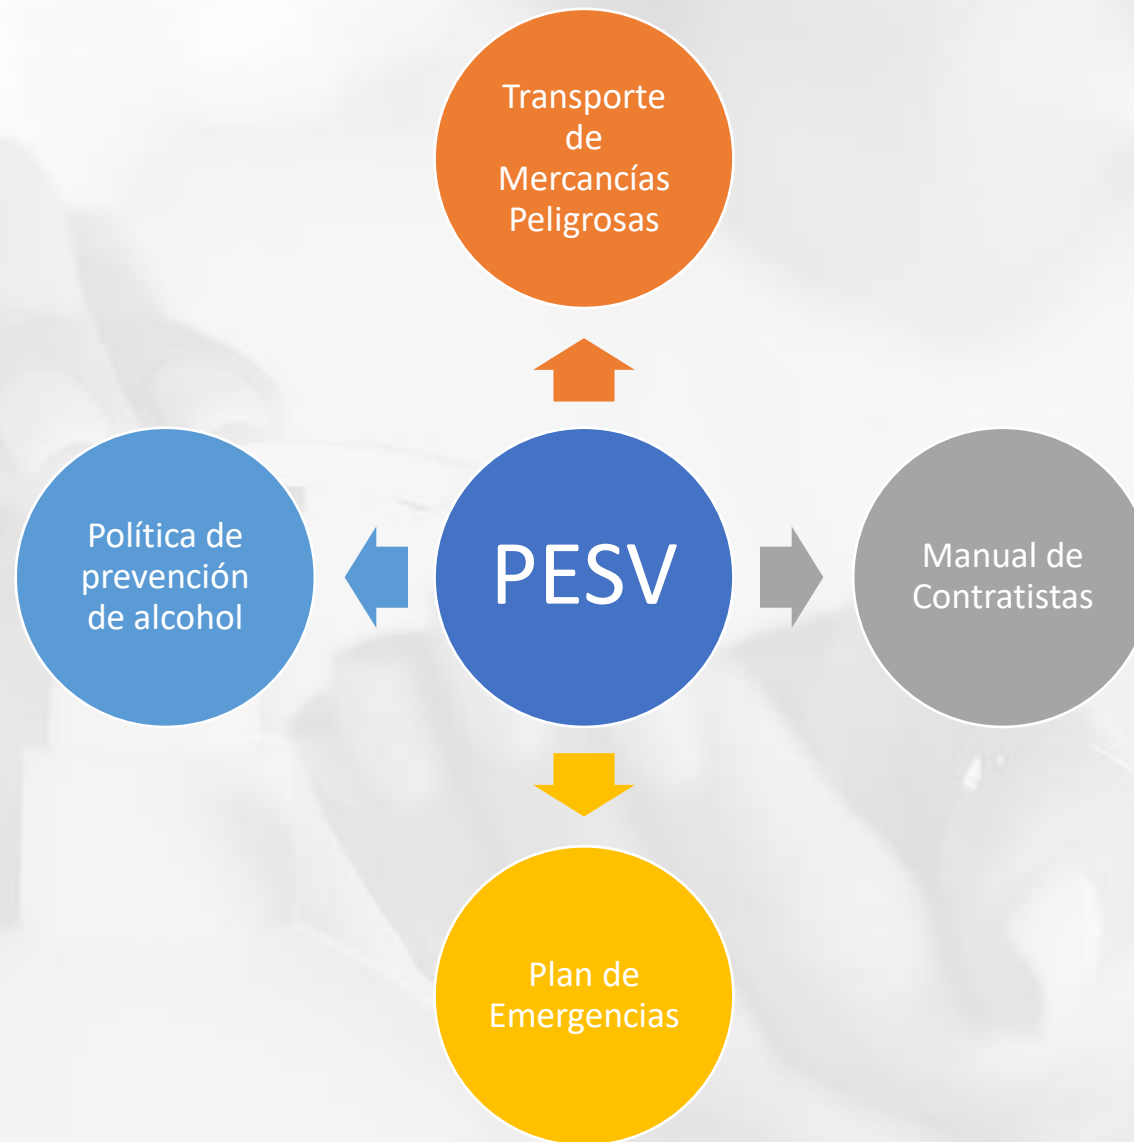 Transporte
de
Mercancías
Peligrosas
Política de
prevención
de alcohol
PESV
Manual de
Contratistas
Plan de
Emergencias